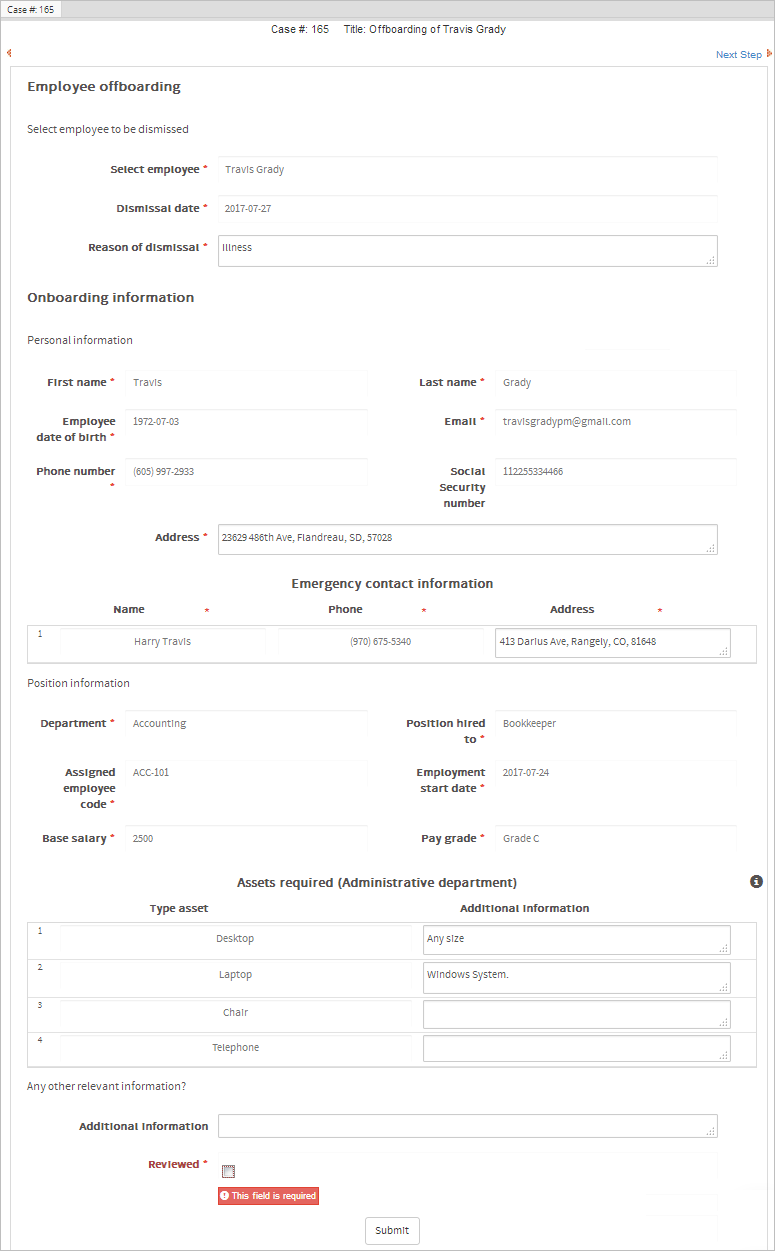 Case #: 165
Case #: 165 Title: Offboarding of Travis Grady
Next Step
Employee offboarding
Select employee to be dismissed
Select employee * Travis Grady
Dismissal date * 2017-07-27
Reason of dismissal * Illness
Onboarding information
Personal information
First name * Travis
Last name * Grady
Employee
date of birth * 1972-07-03
Email * travisgradypm@gmail.com
Phone number
* (605) 997-2933
Social
Security
number 112255334466
Address * 23629 486th Ave, Flandreau, SD, 57028
Emergency contact information
Name * Phone * Address *
1 Harry Travis (970) 675-5340 413 Darius Ave, Rangely, CO, 81648
Position information
Department * Accounting
Position hired
to * Bookkeeper
Assigned
employee
code * ACC-101
Employment
start date * 2017-07-24
Base salary * 2500
Pay grade * Grade C
Assets required (Administrative department)
Type asset Additional information
1 Desktop Any size
2 Laptop Windows System.
3 Chair
4 Telephone
Any other relevant information?
Additional information
Reviewed *
This field is required
Submit